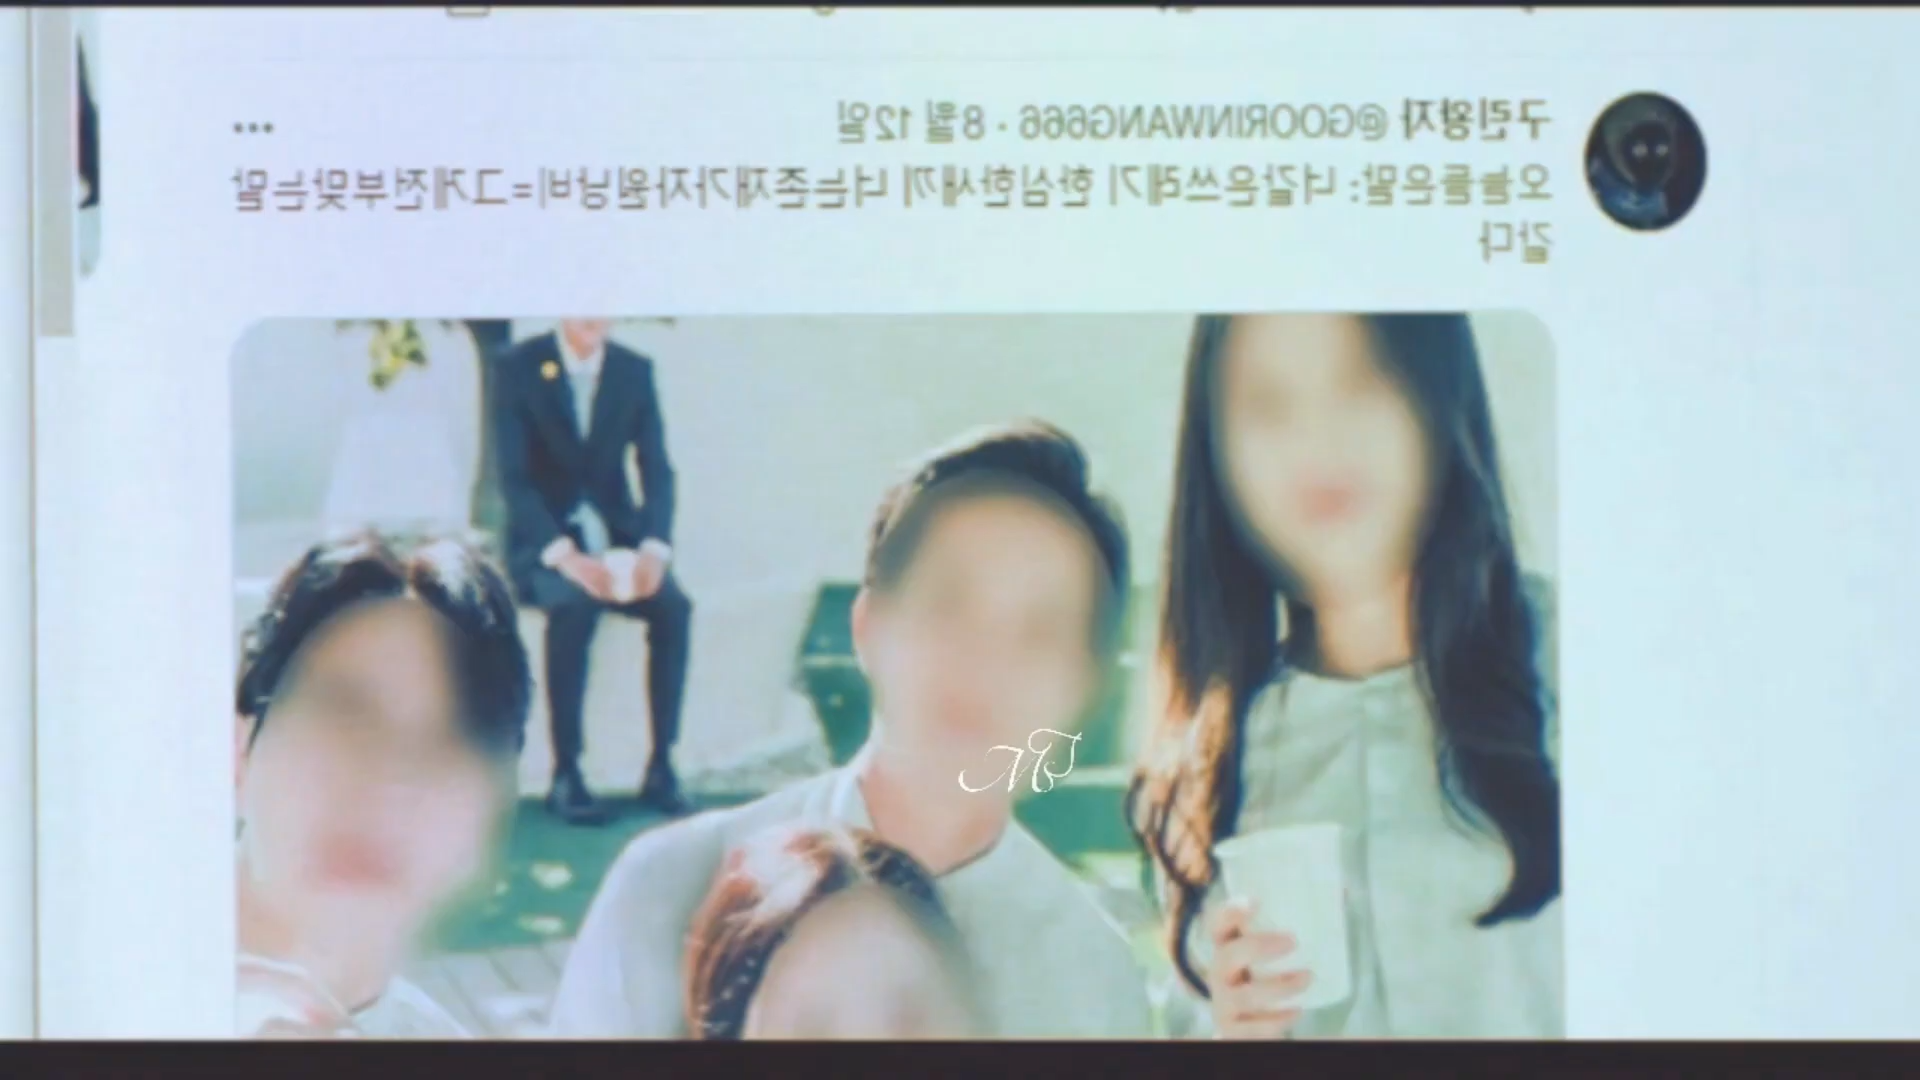 구린왕자 @GOORINWANG666 · 8월 12일
오늘들은말: 너같은쓰레기 한심한새끼 너는존재가자원낭비=그게전부맞는말
같다
MJ